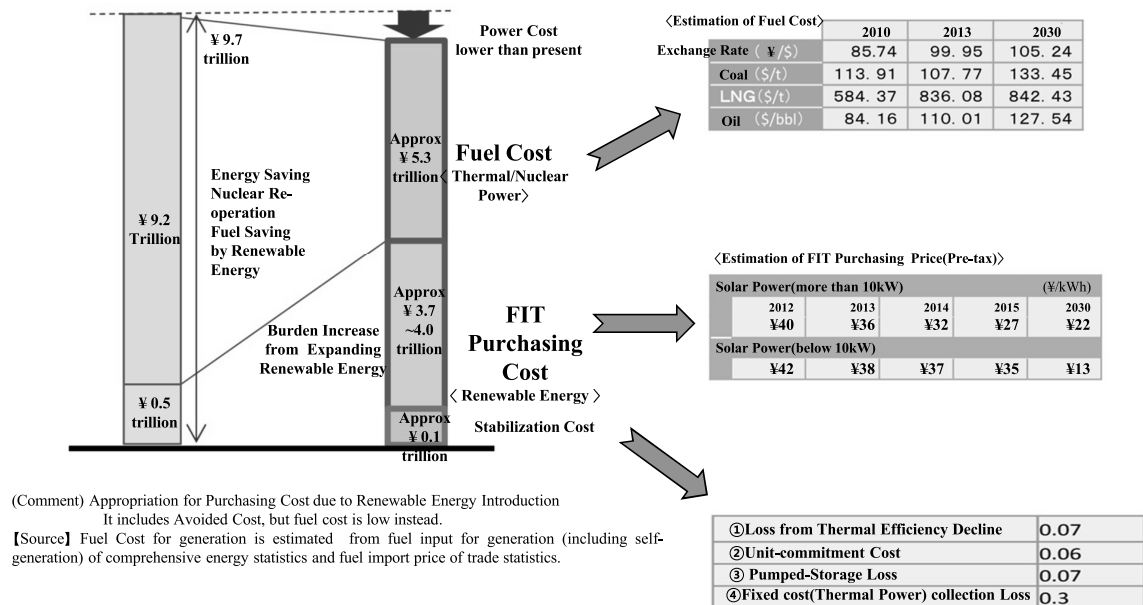 ¥ 9.7
trillion
¥ 9.2
Trillion
¥ 0.5
trillion
Energy Saving
Nuclear Re-
operation
Fuel Saving
by Renewable
Energy
Burden Increase
from Expanding
Renewable Energy
Power Cost
lower than present
Approx
¥ 5.3
trillion
Fuel Cost
〈Thermal/Nuclear
Power〉
Approx
¥ 3.7
~4.0
trillion
FIT
Purchasing
Cost
〈 Renewable Energy 〉
Approx
¥ 0.1
trillion
Stabilization Cost
〈Estimation of Fuel Cost〉
2010 2013 2030
Exchange Rate ( ¥ /$) 85.74 99. 95 105. 24
Coal ($/t) 113. 91 107. 77 133. 45
LNG($/t) 584. 37 836. 08 842. 43
Oil ($/bbl) 84. 16 110. 01 127. 54
〈Estimation of FIT Purchasing Price(Pre-tax)〉
Solar Power(more than 10kW) (¥/kWh)
2012 2013 2014 2015 2030
¥40 ¥36 ¥32 ¥27 ¥22
Solar Power(below 10kW)
¥42 ¥38 ¥37 ¥35 ¥13
①Loss from Thermal Efficiency Decline 0.07
②Unit-commitment Cost 0.06
③ Pumped-Storage Loss 0.07
④Fixed cost(Thermal Power) collection Loss 0.3
(Comment) Appropriation for Purchasing Cost due to Renewable Energy Introduction
It includes Avoided Cost, but fuel cost is low instead.
【Source】Fuel Cost for generation is estimated from fuel input for generation (including self-
generation) of comprehensive energy statistics and fuel import price of trade statistics.